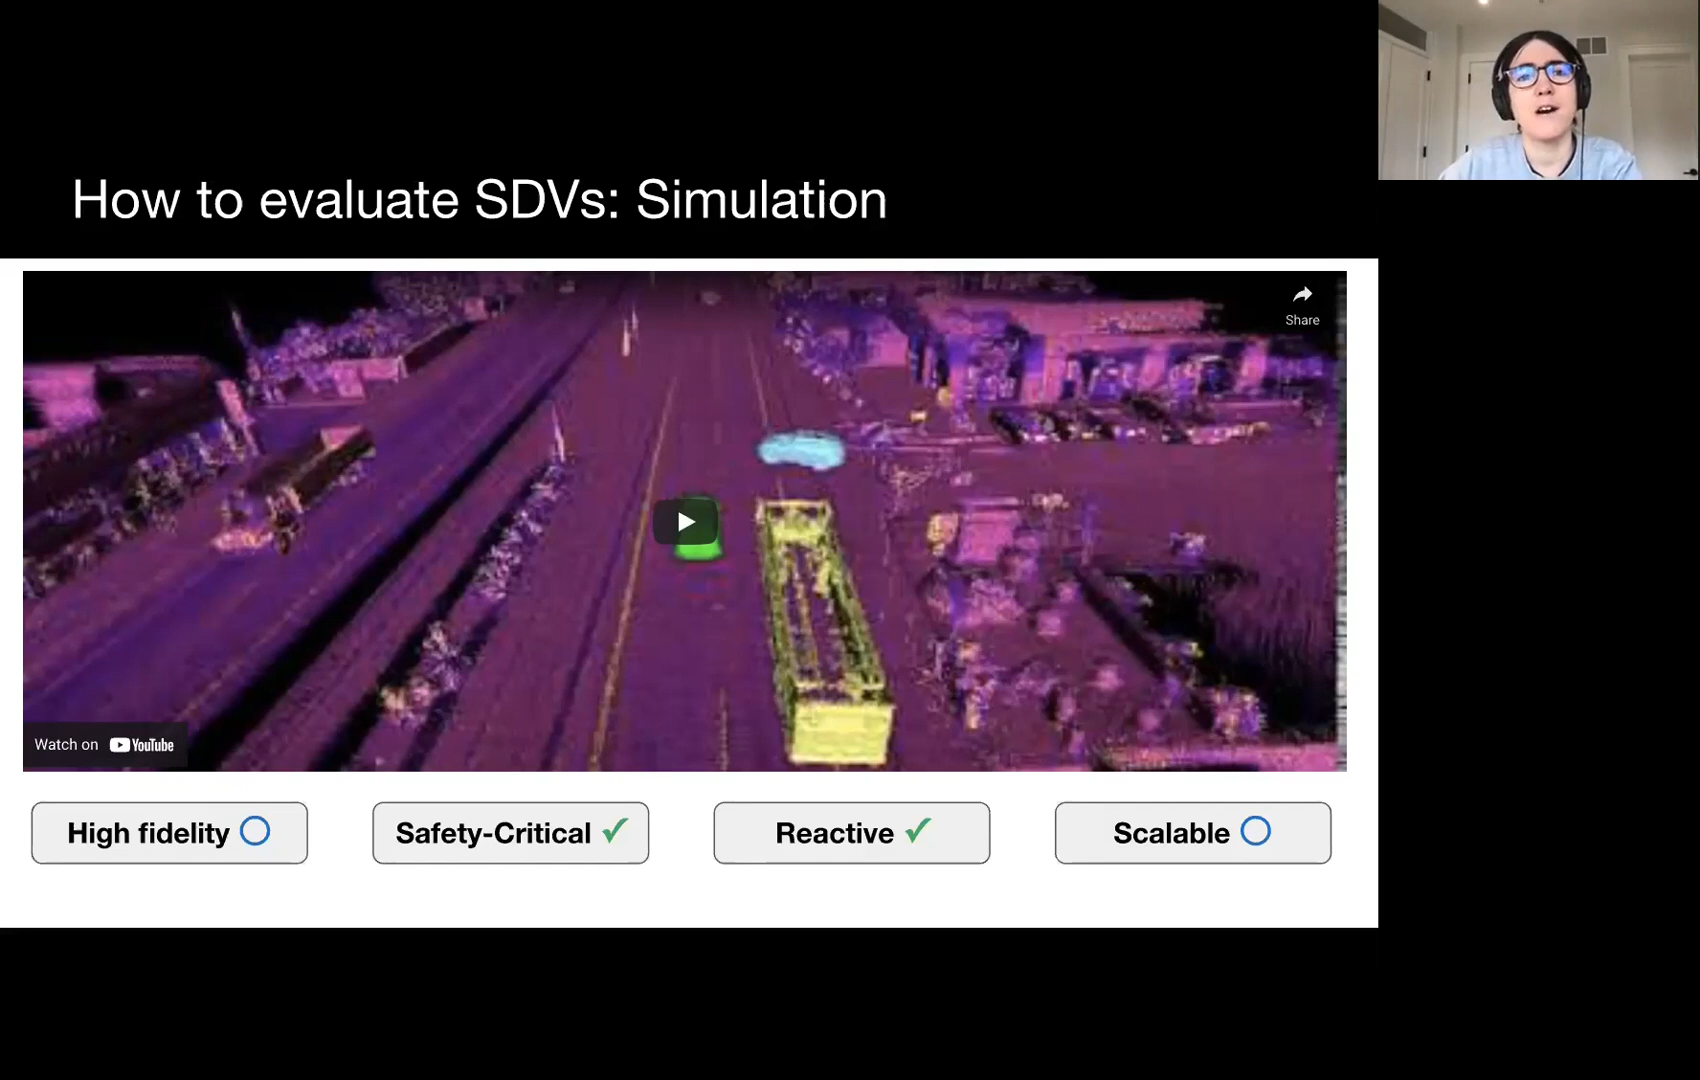 How to evaluate SDVs: Simulation
Share
Watch on YouTube
High fidelity
Safety-Critical ✓
Reactive ✓
Scalable